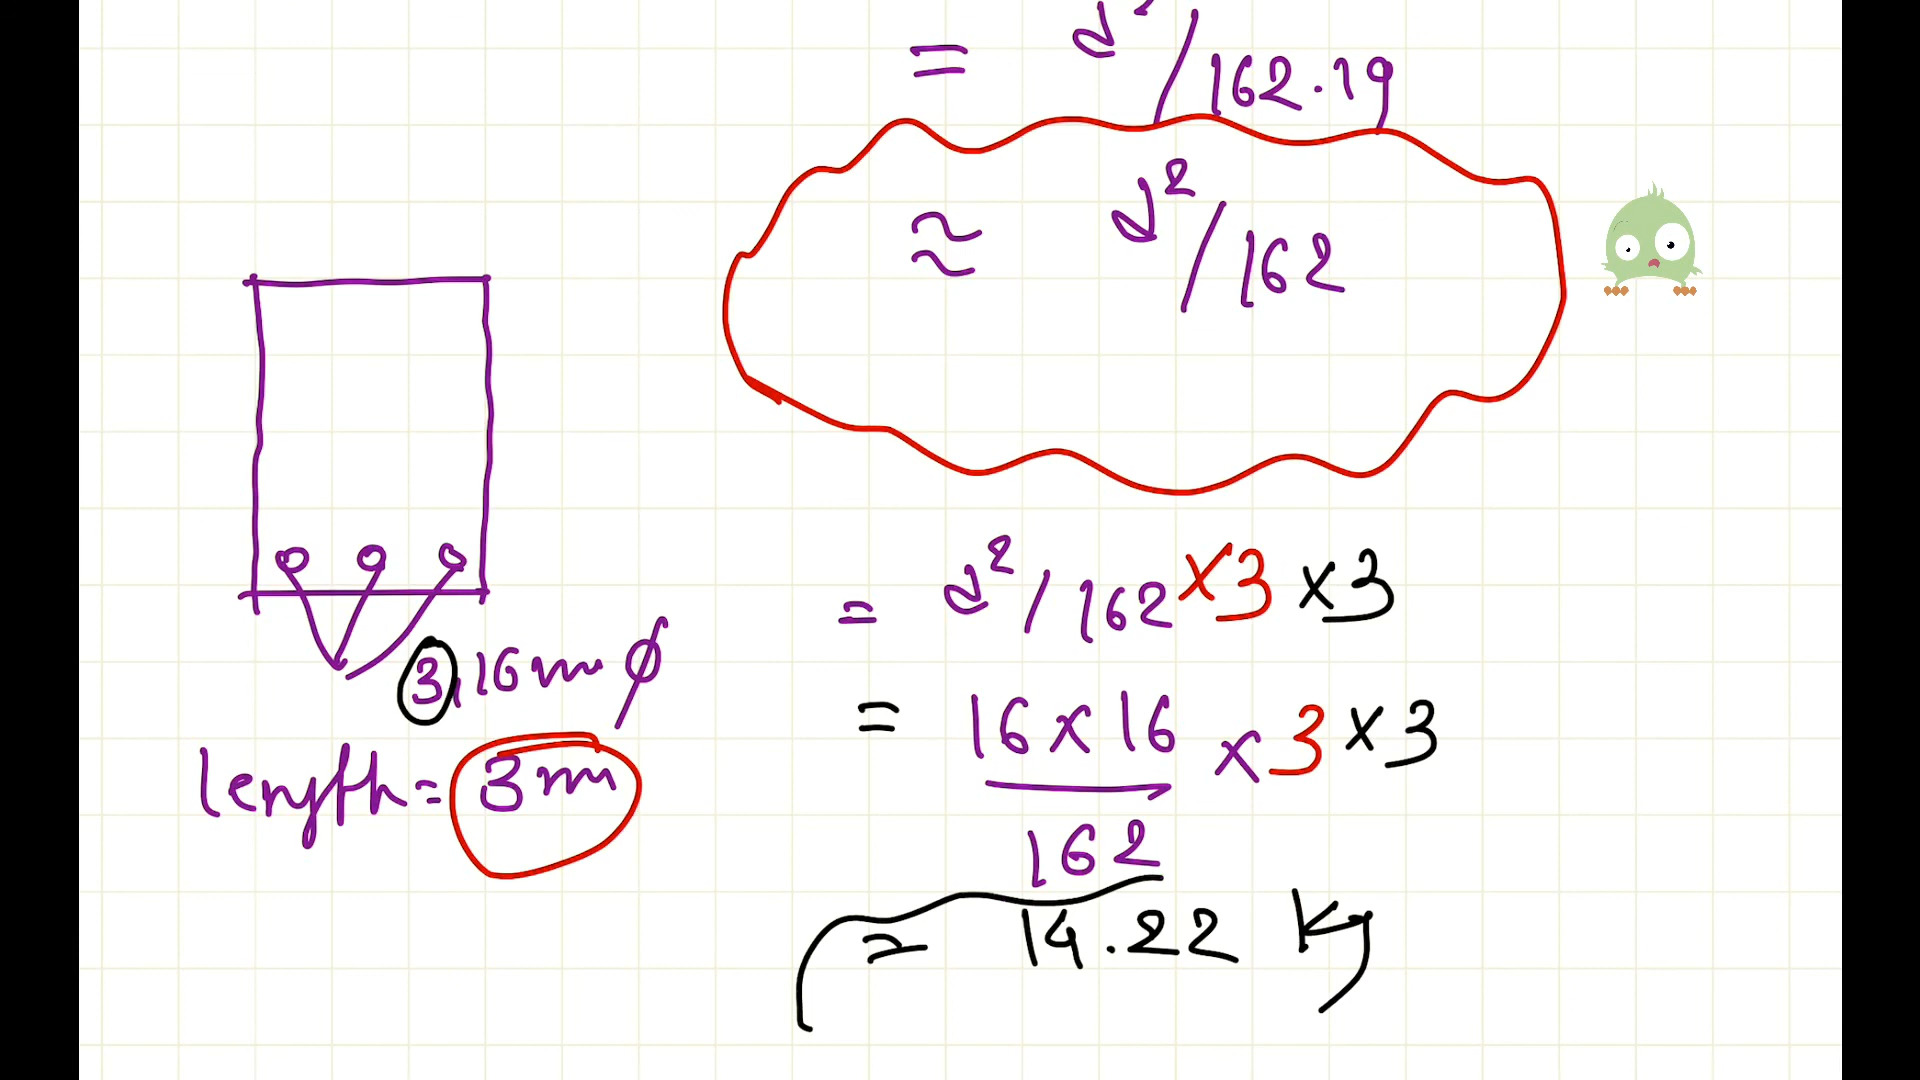 = d²/162.19
≈ d²/162
= d²/162 × 3 × 3
3,16mm ϕ
= 16 × 16 / 162 × 3 × 3
length = 3m
= 14.22 Kg